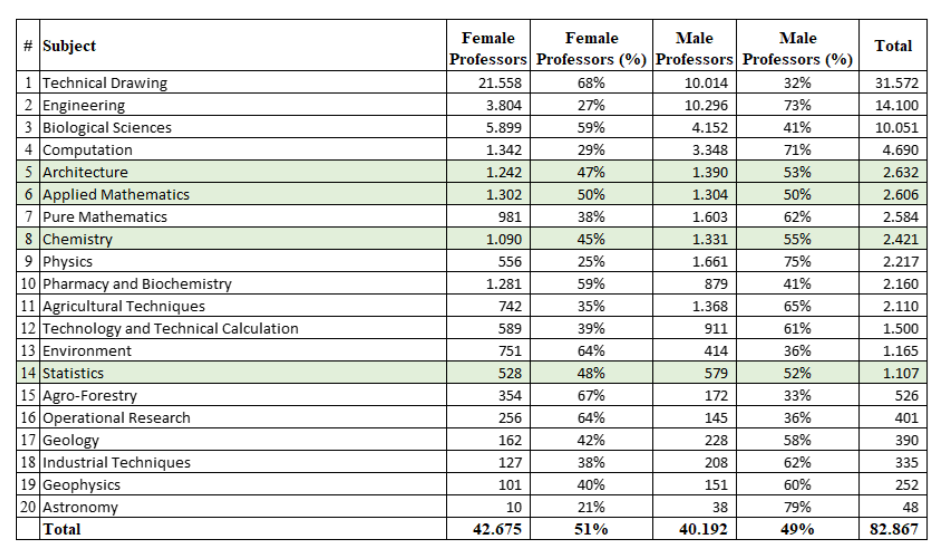 # Subject Female Professors Female Professors (%) Male Professors Male Professors (%) Total
1 Technical Drawing 21.558 68% 10.014 32% 31.572
2 Engineering 3.804 27% 10.296 73% 14.100
3 Biological Sciences 5.899 59% 4.152 41% 10.051
4 Computation 1.342 29% 3.348 71% 4.690
5 Architecture 1.242 47% 1.390 53% 2.632
6 Applied Mathematics 1.302 50% 1.304 50% 2.606
7 Pure Mathematics 981 38% 1.603 62% 2.584
8 Chemistry 1.090 45% 1.331 55% 2.421
9 Physics 556 25% 1.661 75% 2.217
10 Pharmacy and Biochemistry 1.281 59% 879 41% 2.160
11 Agricultural Techniques 742 35% 1.368 65% 2.110
12 Technology and Technical Calculation 589 39% 911 61% 1.500
13 Environment 751 64% 414 36% 1.165
14 Statistics 528 48% 579 52% 1.107
15 Agro-Forestry 354 67% 172 33% 526
16 Operational Research 256 64% 145 36% 401
17 Geology 162 42% 228 58% 390
18 Industrial Techniques 127 38% 208 62% 335
19 Geophysics 101 40% 151 60% 252
20 Astronomy 10 21% 38 79% 48
Total 42.675 51% 40.192 49% 82.867